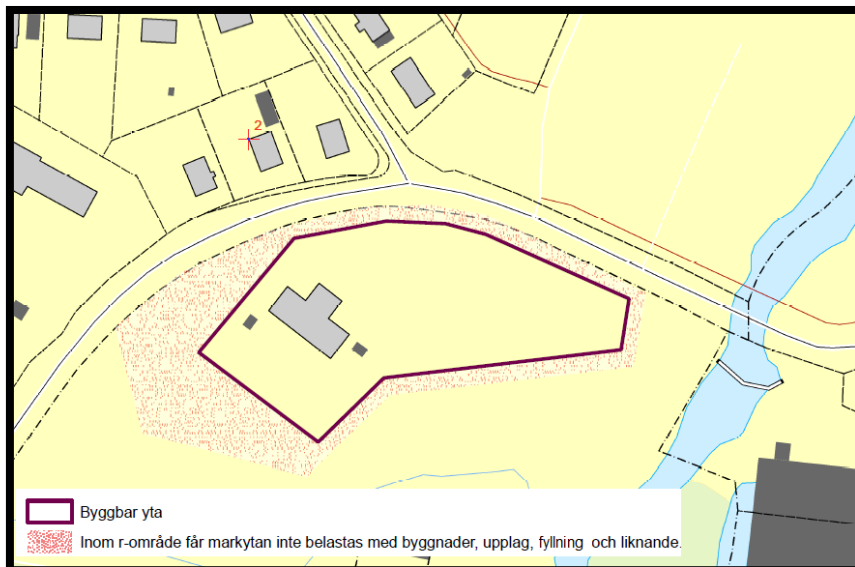 2
Byggbar yta
Inom r-område får markytan inte belastas med byggnader, upplag, fyllning och liknande.